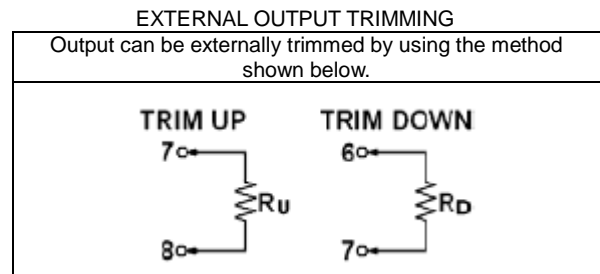 EXTERNAL OUTPUT TRIMMING
Output can be externally trimmed by using the method
shown below.
TRIM UP TRIM DOWN
7 6
RU RD
8 7